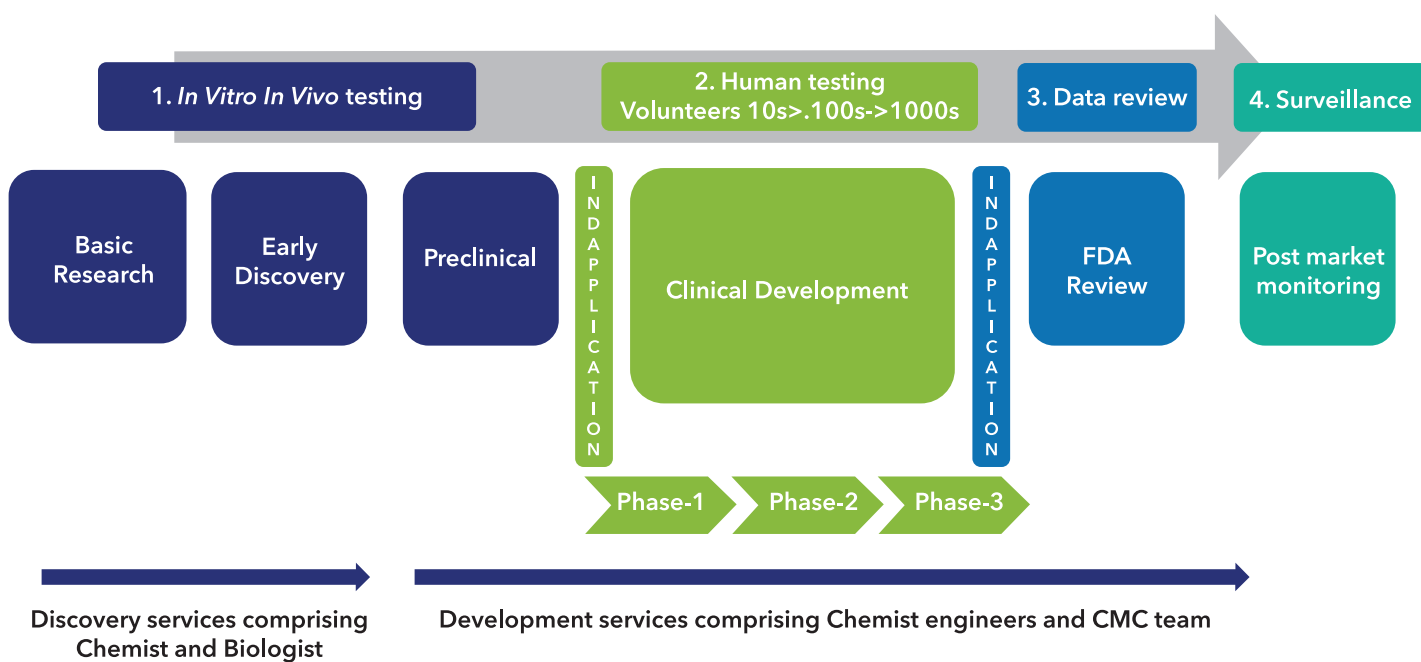 1. In Vitro In Vivo testing
2. Human testing
Volunteers 10s>.100s->1000s
3. Data review
4. Surveillance
Basic
Research
Early
Discovery
Preclinical
INDAPPLICATION
Clinical Development
INDAPPLICATION
FDA
Review
Post market
monitoring
Phase-1
Phase-2
Phase-3
Discovery services comprising
Chemist and Biologist
Development services comprising Chemist engineers and CMC team